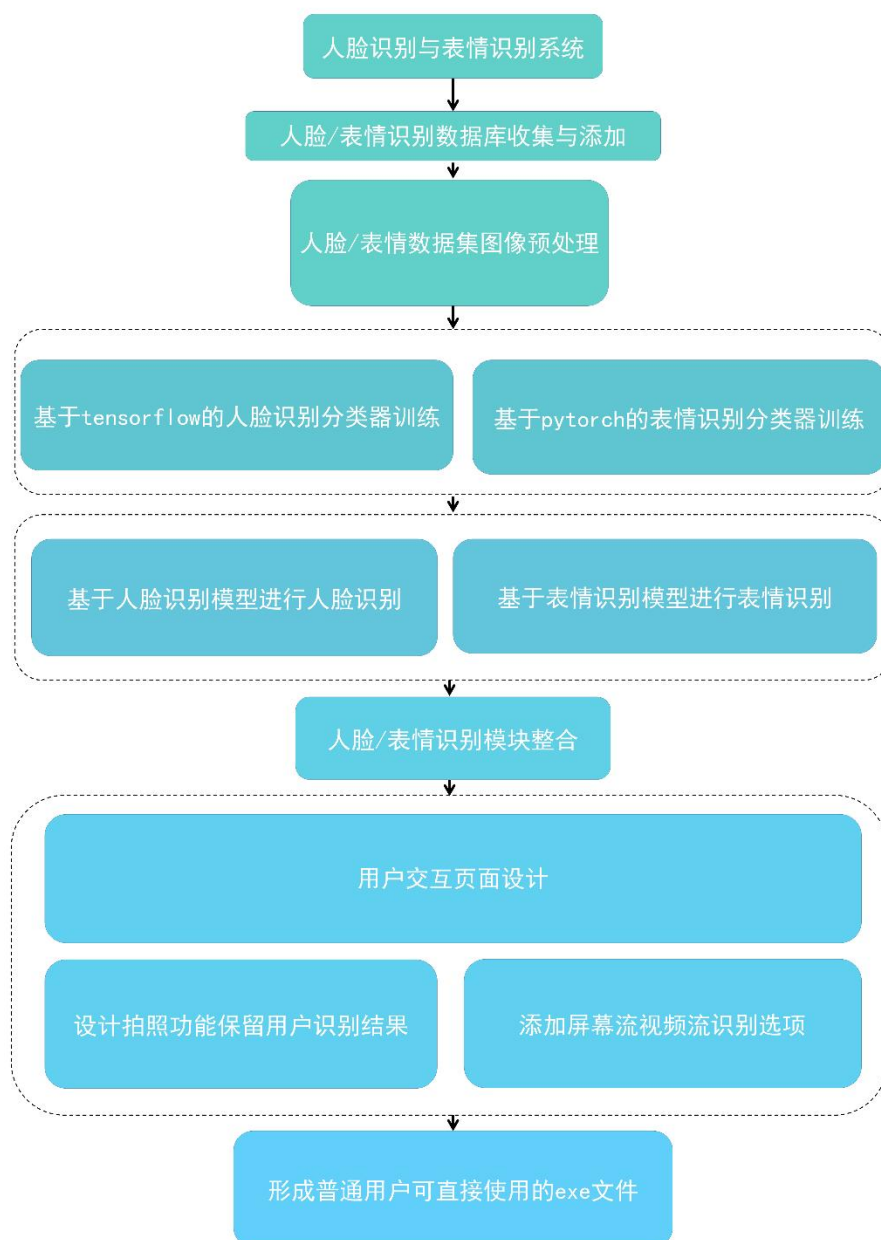 人脸识别与表情识别系统
人脸/表情识别数据库收集与添加
人脸/表情数据集图像预处理
基于tensorflow的人脸识别分类器训练
基于pytorch的表情识别分类器训练
基于人脸识别模型进行人脸识别
基于表情识别模型进行表情识别
人脸/表情识别模块整合
用户交互页面设计
设计拍照功能保留用户识别结果
添加屏幕流视频流识别选项
形成普通用户可直接使用的exe文件